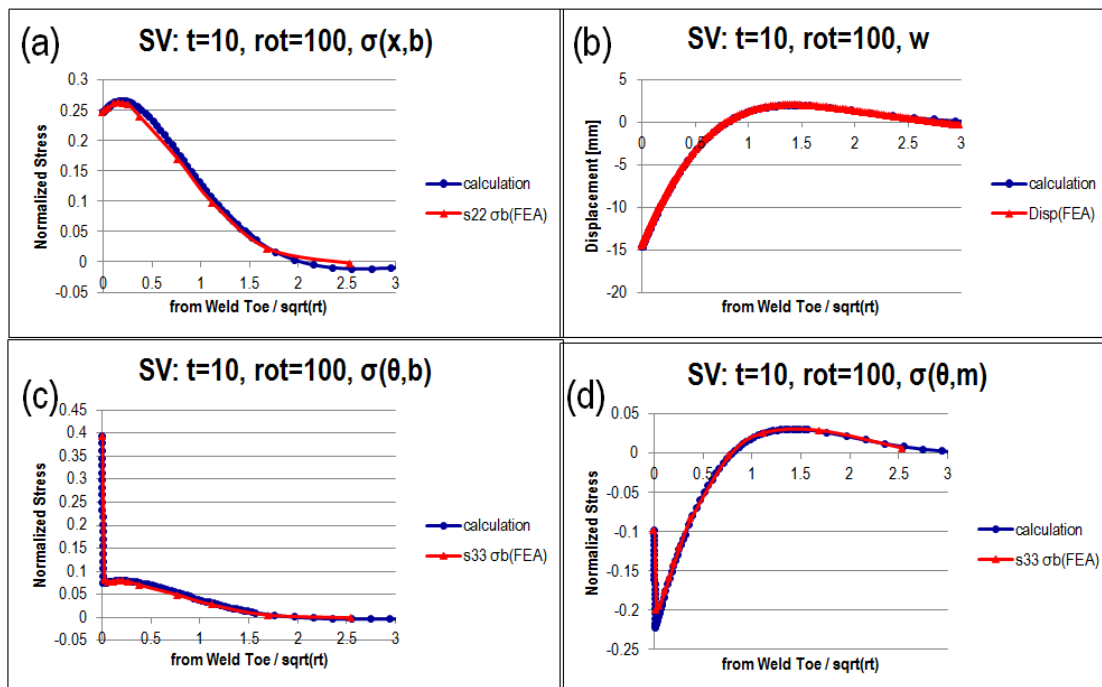 (a)
SV: t=10, rot=100, σ(x,b)
0.3
0.25
0.2
0.15
0.1
0.05
0
-0.05
0 0.5 1 1.5 2 2.5 3
Normalized Stress
from Weld Toe / sqrt(rt)
calculation
s22 σb(FEA)
(b)
SV: t=10, rot=100, w
5
0
-5
-10
-15
-20
0 0.5 1 1.5 2 2.5 3
Displacement [mm]
from Weld Toe / sqrt(rt)
calculation
Disp(FEA)
(c)
SV: t=10, rot=100, σ(θ,b)
0.45
0.4
0.35
0.3
0.25
0.2
0.15
0.1
0.05
0
-0.05
0 0.5 1 1.5 2 2.5 3
Normalized Stress
from Weld Toe / sqrt(rt)
calculation
s33 σb(FEA)
(d)
SV: t=10, rot=100, σ(θ,m)
0.05
0
-0.05
-0.1
-0.15
-0.2
-0.25
0 0.5 1 1.5 2 2.5 3
Normalized Stress
from Weld Toe / sqrt(rt)
calculation
s33 σb(FEA)